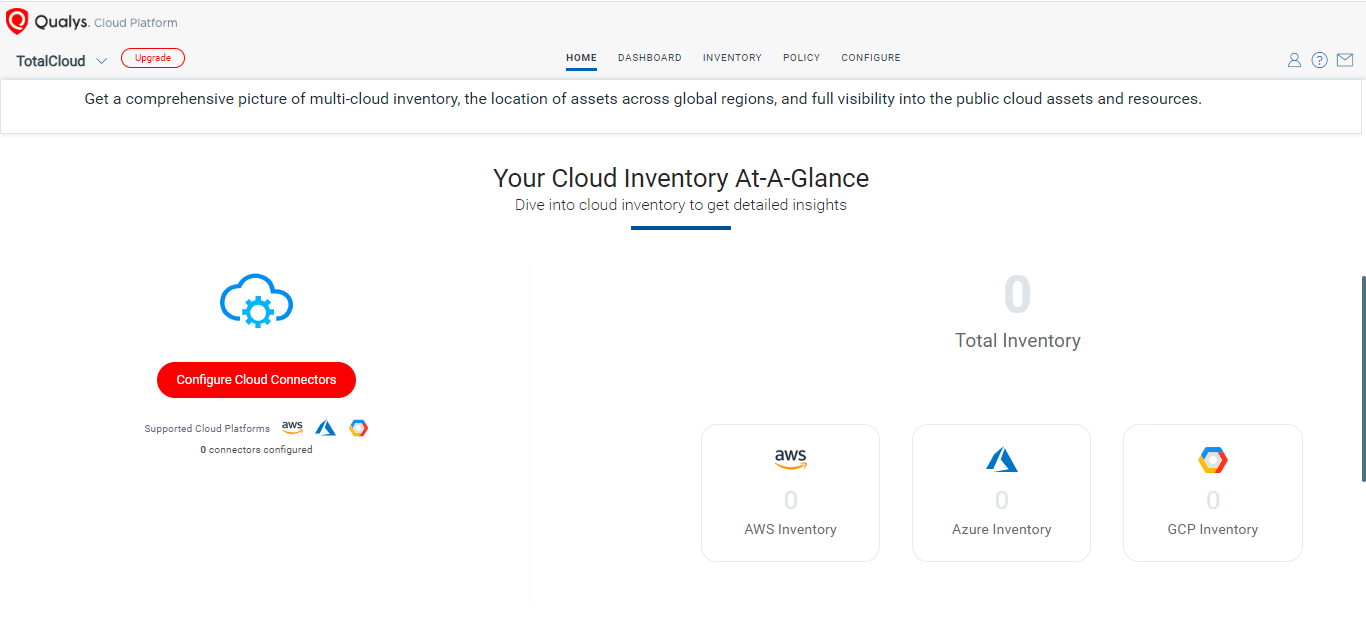 Qualys. Cloud Platform
TotalCloud
Upgrade
HOME DASHBOARD INVENTORY POLICY CONFIGURE
Get a comprehensive picture of multi-cloud inventory, the location of assets across global regions, and full visibility into the public cloud assets and resources.
Your Cloud Inventory At-A-Glance
Dive into cloud inventory to get detailed insights
Configure Cloud Connectors
Supported Cloud Platforms aws
0 connectors configured
0
Total Inventory
aws
0
AWS Inventory
0
Azure Inventory
0
GCP Inventory